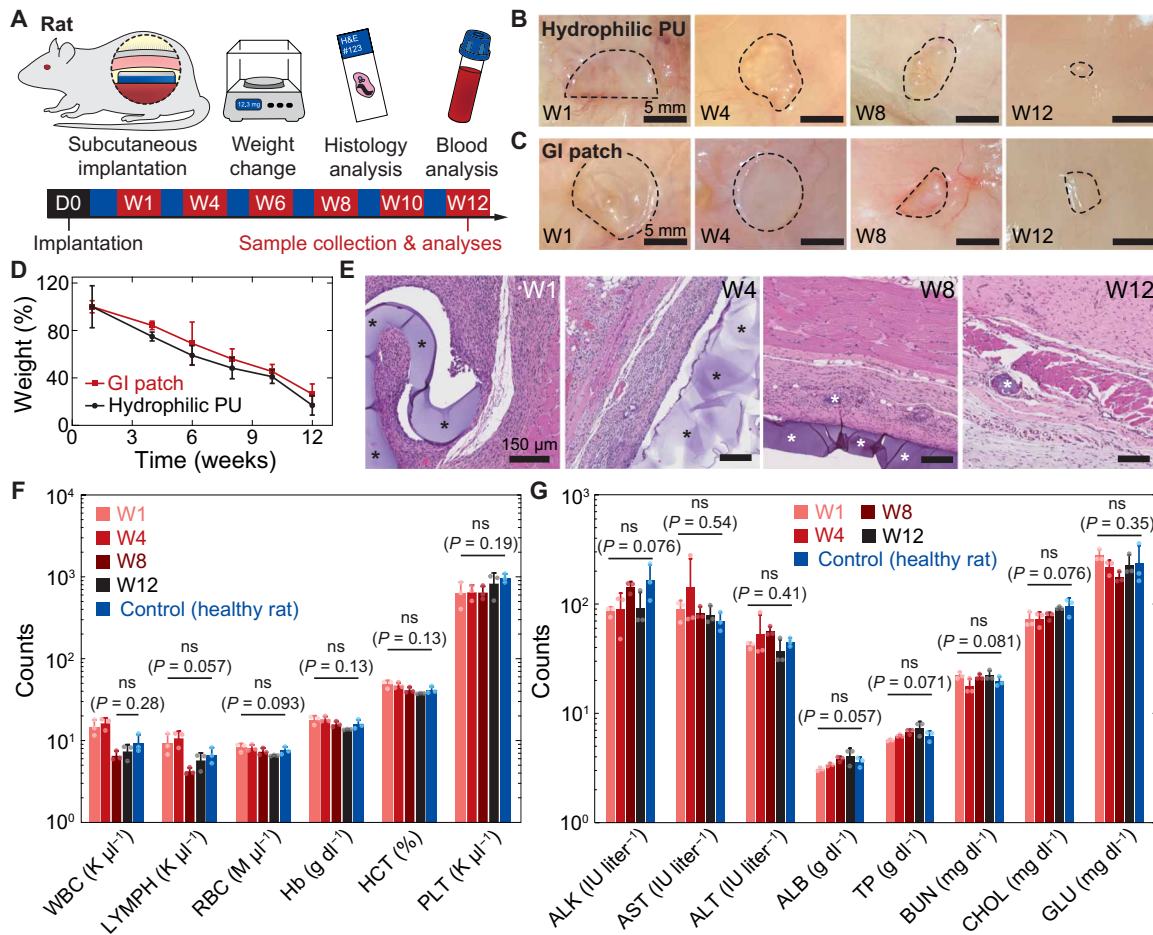 A
Rat
H&E
#123
12,3 mg
Subcutaneous
implantation
Weight
change
Histology
analysis
Blood
analysis
D0 W1 W4 W6 W8 W10 W12
Implantation
Sample collection & analyses
B
Hydrophilic PU
W1
5 mm
W4
W8
W12
C
GI patch
W1
5 mm
W4
W8
W12
D
Weight (%)
120
80
40
0
GI patch
Hydrophilic PU
0 3 6 9 12
Time (weeks)
E
W1
*
*
*
*
150 µm
W4
*
*
*
W8
*
*
*
*
W12
*
F
Counts
10⁴
10³
10²
10¹
10⁰
W1
W4
W8
W12
Control (healthy rat)
ns
(P = 0.28)
ns
(P = 0.057)
ns
(P = 0.093)
ns
(P = 0.13)
ns
(P = 0.13)
ns
(P = 0.19)
WBC (K µl⁻¹)
LYMPH (K µl⁻¹)
RBC (M µl⁻¹)
Hb (g dl⁻¹)
HCT (%)
PLT (K µl⁻¹)
G
Counts
10³
10²
10¹
10⁰
W1
W4
W8
W12
Control (healthy rat)
ns
(P = 0.076)
ns
(P = 0.54)
ns
(P = 0.41)
ns
(P = 0.057)
ns
(P = 0.071)
ns
(P = 0.081)
ns
(P = 0.076)
ns
(P = 0.35)
ALK (IU liter⁻¹)
AST (IU liter⁻¹)
ALT (IU liter⁻¹)
ALB (g dl⁻¹)
TP (g dl⁻¹)
BUN (mg dl⁻¹)
CHOL (mg dl⁻¹)
GLU (mg dl⁻¹)